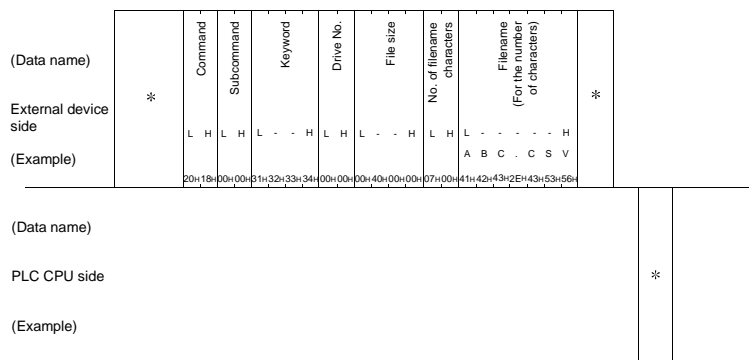 (Data name)
External device
side
(Example)
*
Command
Subcommand
Keyword
Drive No.
File size
No. of filename
characters
Filename
(For the number
of characters)
*
L H L H L - - H L H L - - H L H L - - - - - H
A B C . C S V
20H 18H 00H 00H 31H 32H 33H 34H 00H 00H 00H 40H 00H 00H 07H 00H 41H 42H 43H 2EH 43H 53H 56H
(Data name)
PLC CPU side
*
(Example)